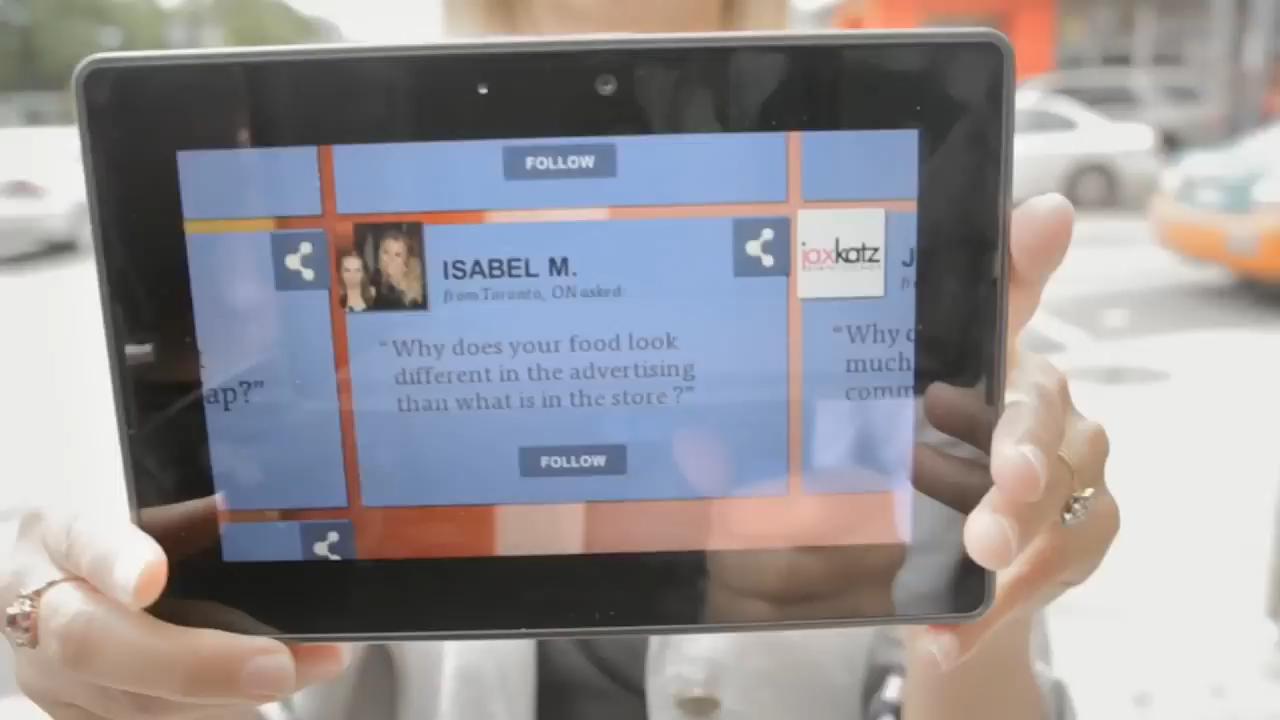 FOLLOW
ISABEL M.
from Toronto, ON asked:
jaxkatz
J
“Why does your food look
different in the advertising
than what is in the store ?”
ap?”
“Why
much
comm
FOLLOW